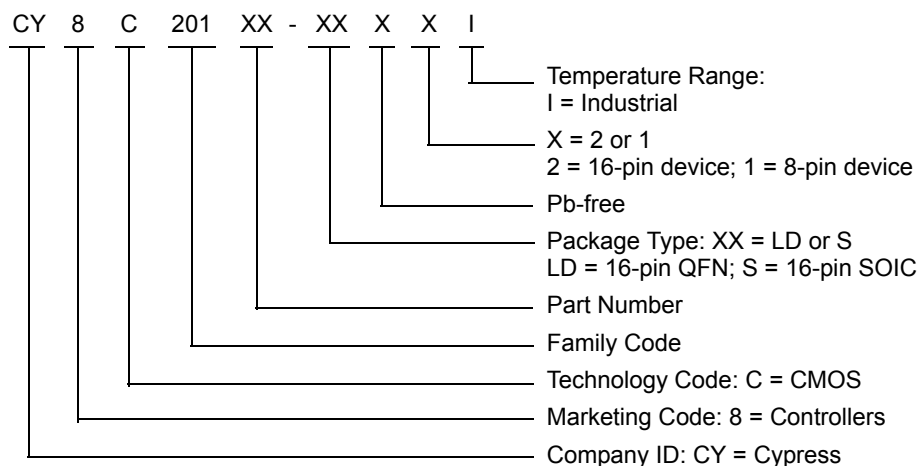 CY 8 C 201 XX - XX X X I
Temperature Range:
I = Industrial
X = 2 or 1
2 = 16-pin device; 1 = 8-pin device
Pb-free
Package Type: XX = LD or S
LD = 16-pin QFN; S = 16-pin SOIC
Part Number
Family Code
Technology Code: C = CMOS
Marketing Code: 8 = Controllers
Company ID: CY = Cypress